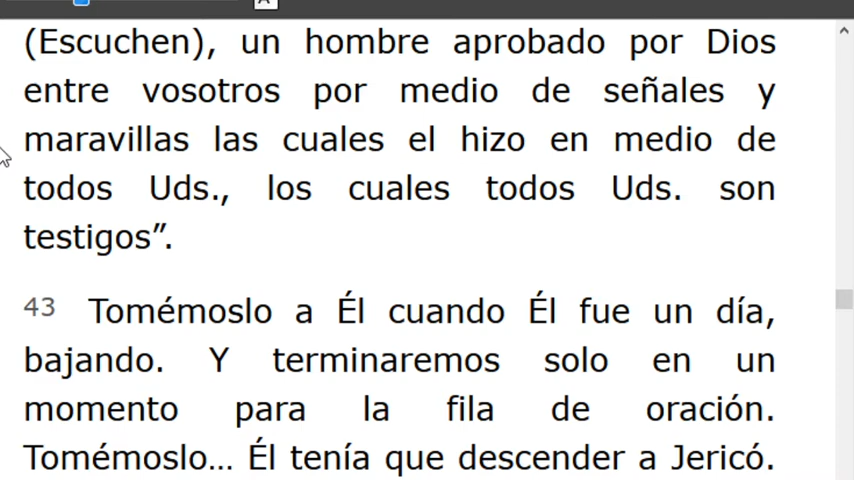 (Escuchen), un hombre aprobado por Dios
entre vosotros por medio de señales y
maravillas las cuales el hizo en medio de
todos Uds., los cuales todos Uds. son
testigos”.
43 Tomémoslo a Él cuando Él fue un día,
bajando. Y terminaremos solo en un
momento para la fila de oración.
Tomémoslo… Él tenía que descender a Jericó.